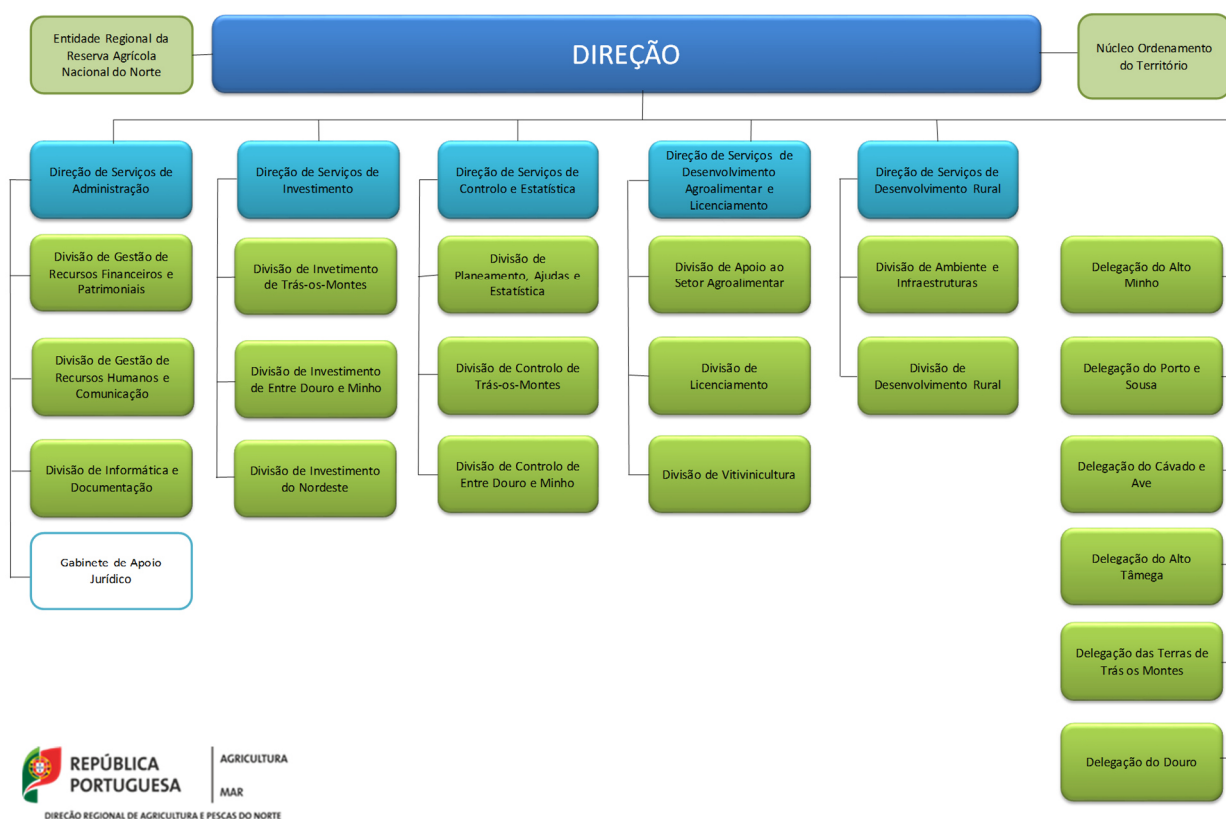 Entidade Regional da
Reserva Agrícola
Nacional do Norte
DIREÇÃO
Núcleo Ordenamento
do Território
Direção de Serviços de
Administração
Direção de Serviços de
Investimento
Direção de Serviços de
Controlo e Estatística
Direção de Serviços de
Desenvolvimento
Agroalimentar e
Licenciamento
Direção de Serviços de
Desenvolvimento Rural
Divisão de Gestão de
Recursos Financeiros e
Patrimoniais
Divisão de Invetimento
de Trás-os-Montes
Divisão de
Planeamento, Ajudas e
Estatística
Divisão de Apoio ao
Setor Agroalimentar
Divisão de Ambiente e
Infraestruturas
Delegação do Alto
Minho
Divisão de Gestão de
Recursos Humanos e
Comunicação
Divisão de Investimento
de Entre Douro e Minho
Divisão de Controlo de
Trás-os-Montes
Divisão de
Licenciamento
Divisão de
Desenvolvimento Rural
Delegação do Porto e
Sousa
Divisão de Informática e
Documentação
Divisão de Investimento
do Nordeste
Divisão de Controlo de
Entre Douro e Minho
Divisão de Vitivinicultura
Delegação do Cávado e
Ave
Gabinete de Apoio
Jurídico
Delegação do Alto
Tâmega
Delegação das Terras de
Trás os Montes
Delegação do Douro
REPÚBLICA
PORTUGUESA
AGRICULTURA
MAR
DIREÇÃO REGIONAL DE AGRICULTURA E PESCAS DO NORTE